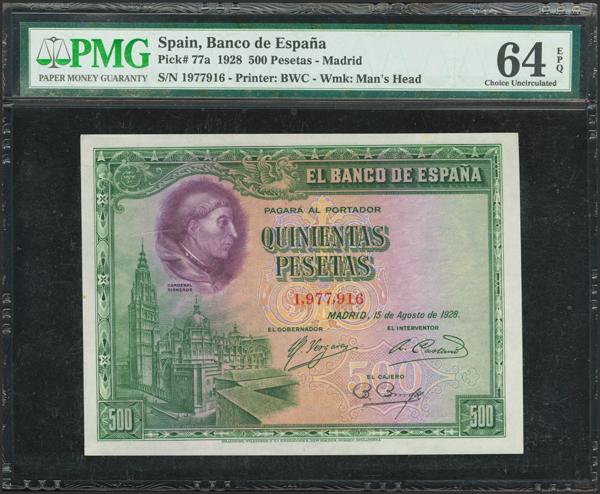 PMG
PAPER MONEY GUARANTY
Spain, Banco de España
Pick# 77a 1928 500 Pesetas - Madrid
S/N 1977916 - Printer: BWC - Wmk: Man's Head
64 EPQ
Choice Uncirculated
EL BANCO DE ESPAÑA
PAGARÁ AL PORTADOR
QUINIENTAS
PESETAS
CARDENAL
CISNEROS
1,977,916
MADRID, 15 de Agosto de 1928.
EL GOBERNADOR
EL INTERVENTOR
500
EL CAJERO
500
500